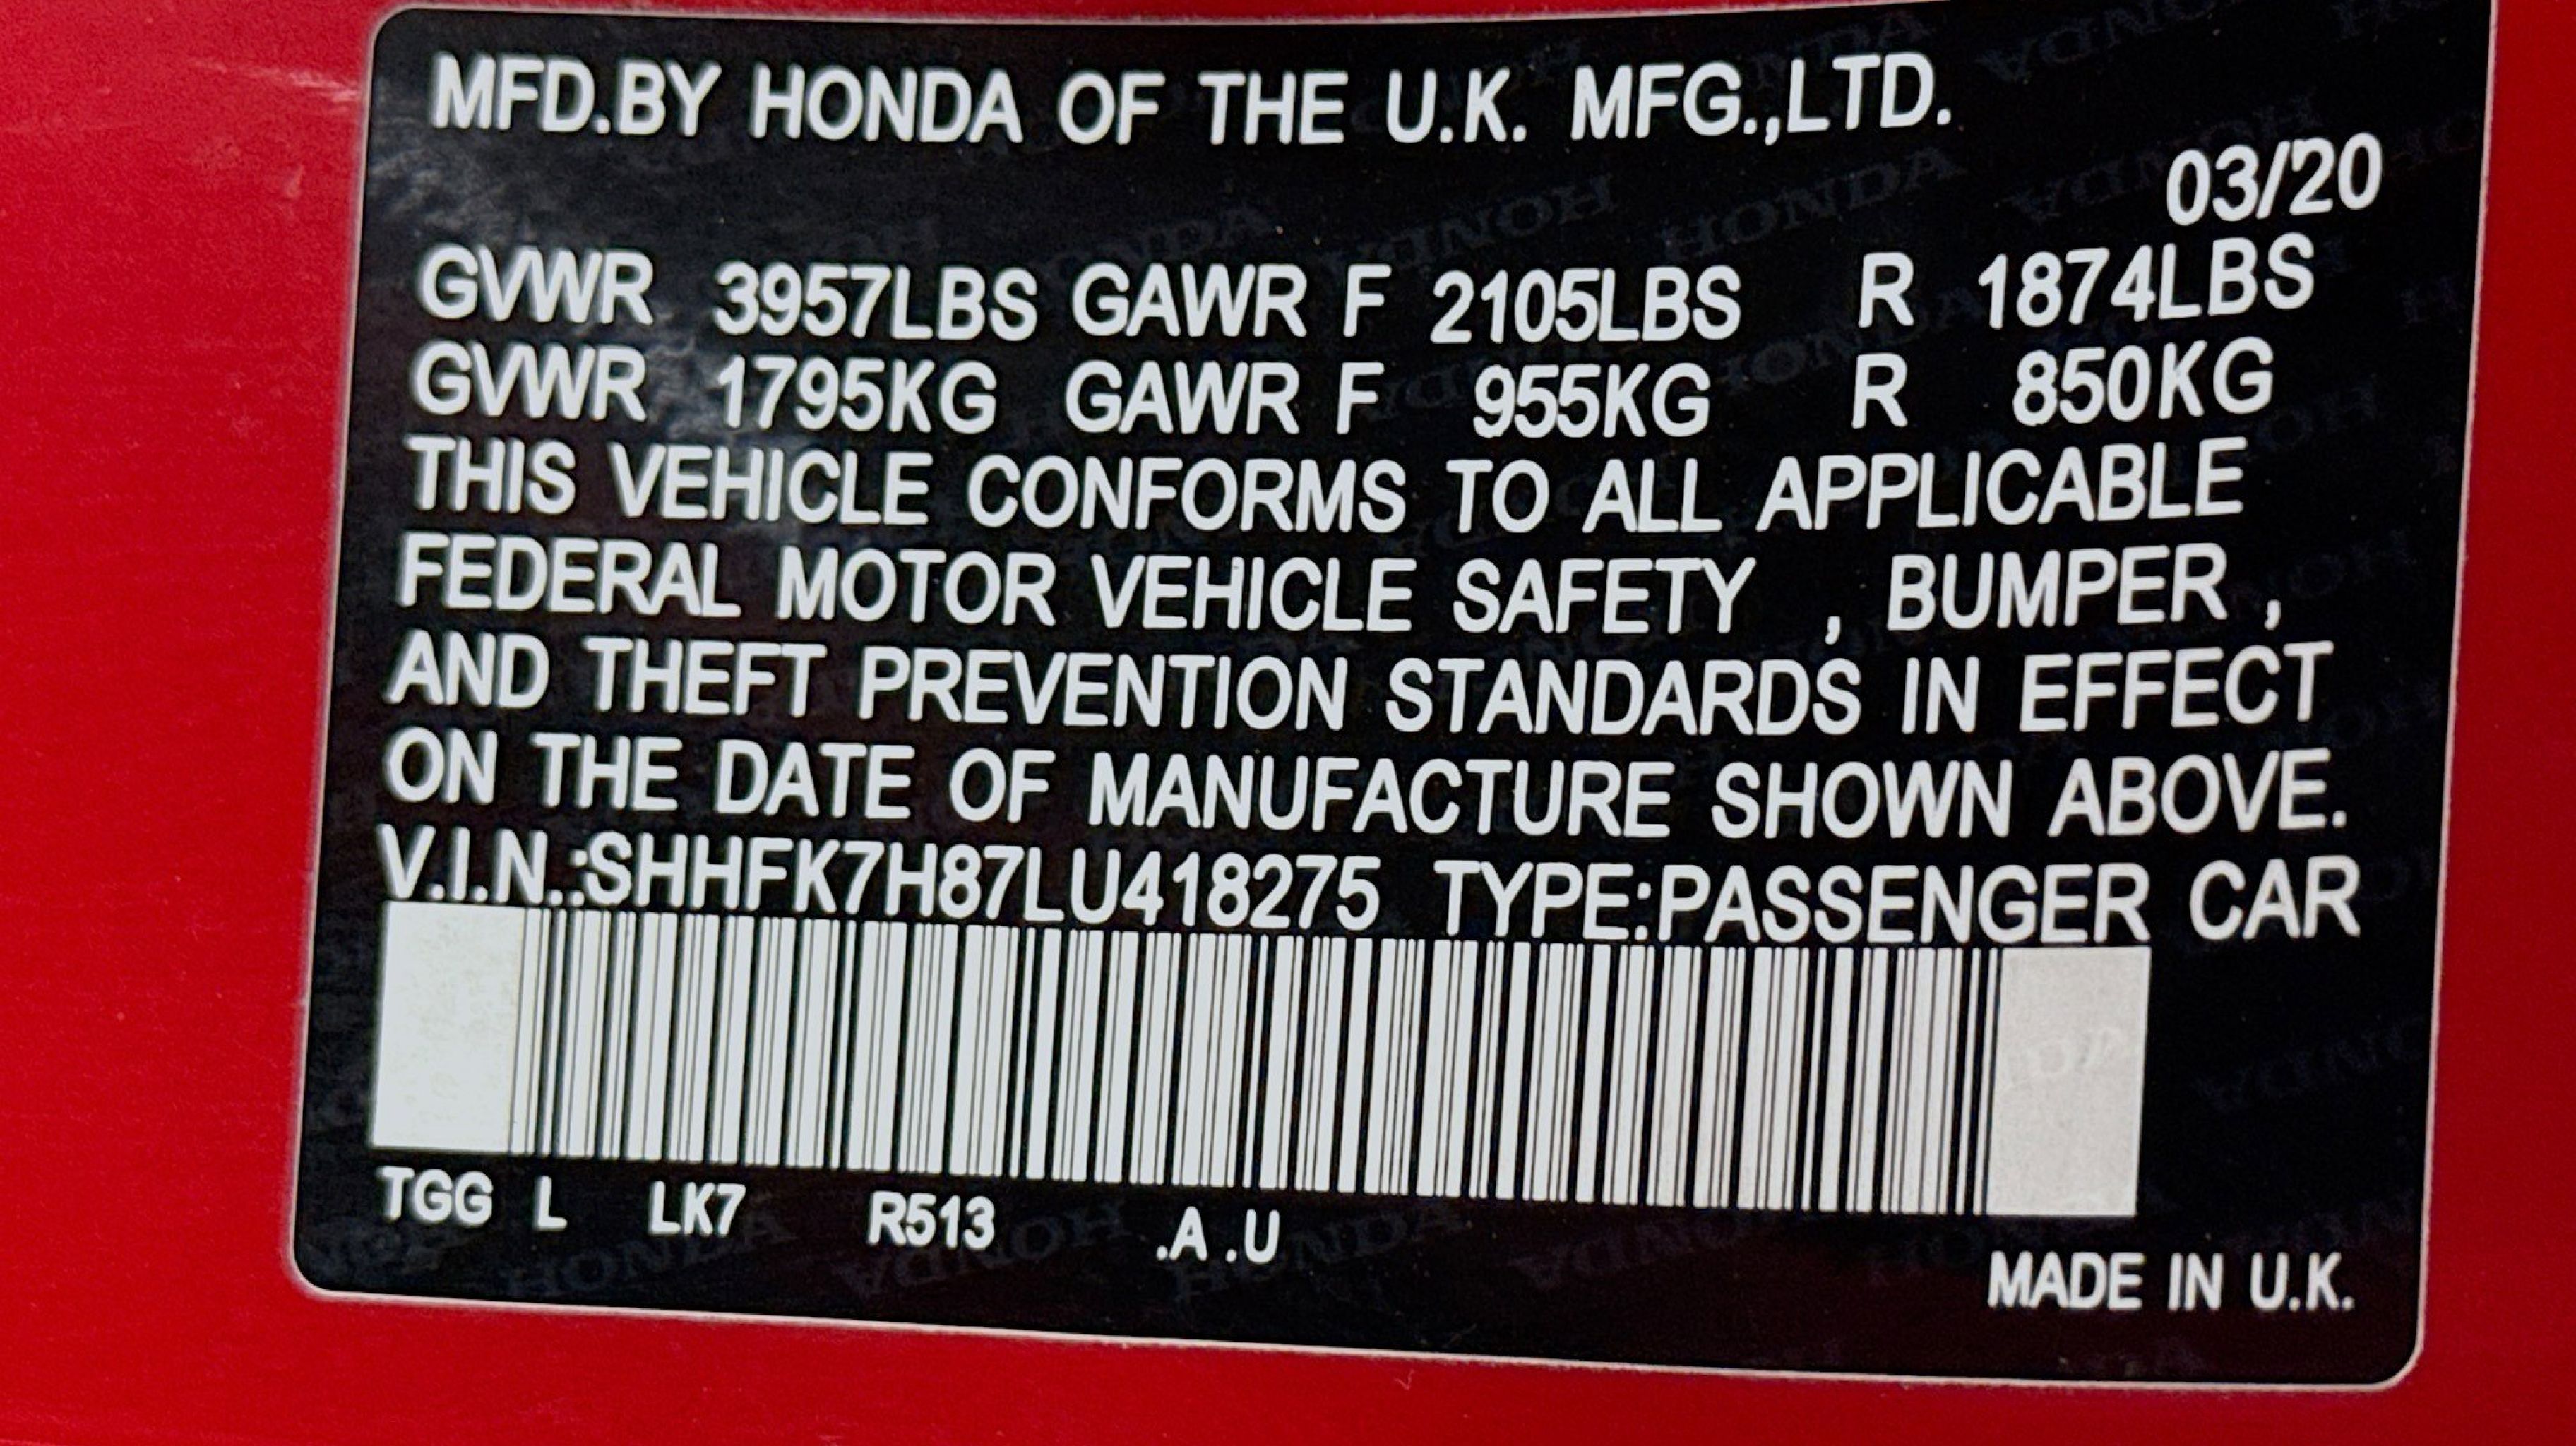 MFD.BY HONDA OF THE U.K. MFG.,LTD.
03/20
GVWR 3957LBS GAWR F 2105LBS R 1874LBS
GVWR 1795KG GAWR F 955KG R 850KG
THIS VEHICLE CONFORMS TO ALL APPLICABLE
FEDERAL MOTOR VEHICLE SAFETY , BUMPER ,
AND THEFT PREVENTION STANDARDS IN EFFECT
ON THE DATE OF MANUFACTURE SHOWN ABOVE.
V.I.N.:SHHFK7H87LU418275 TYPE:PASSENGER CAR
TGG L LK7 R513 .A .U
MADE IN U.K.